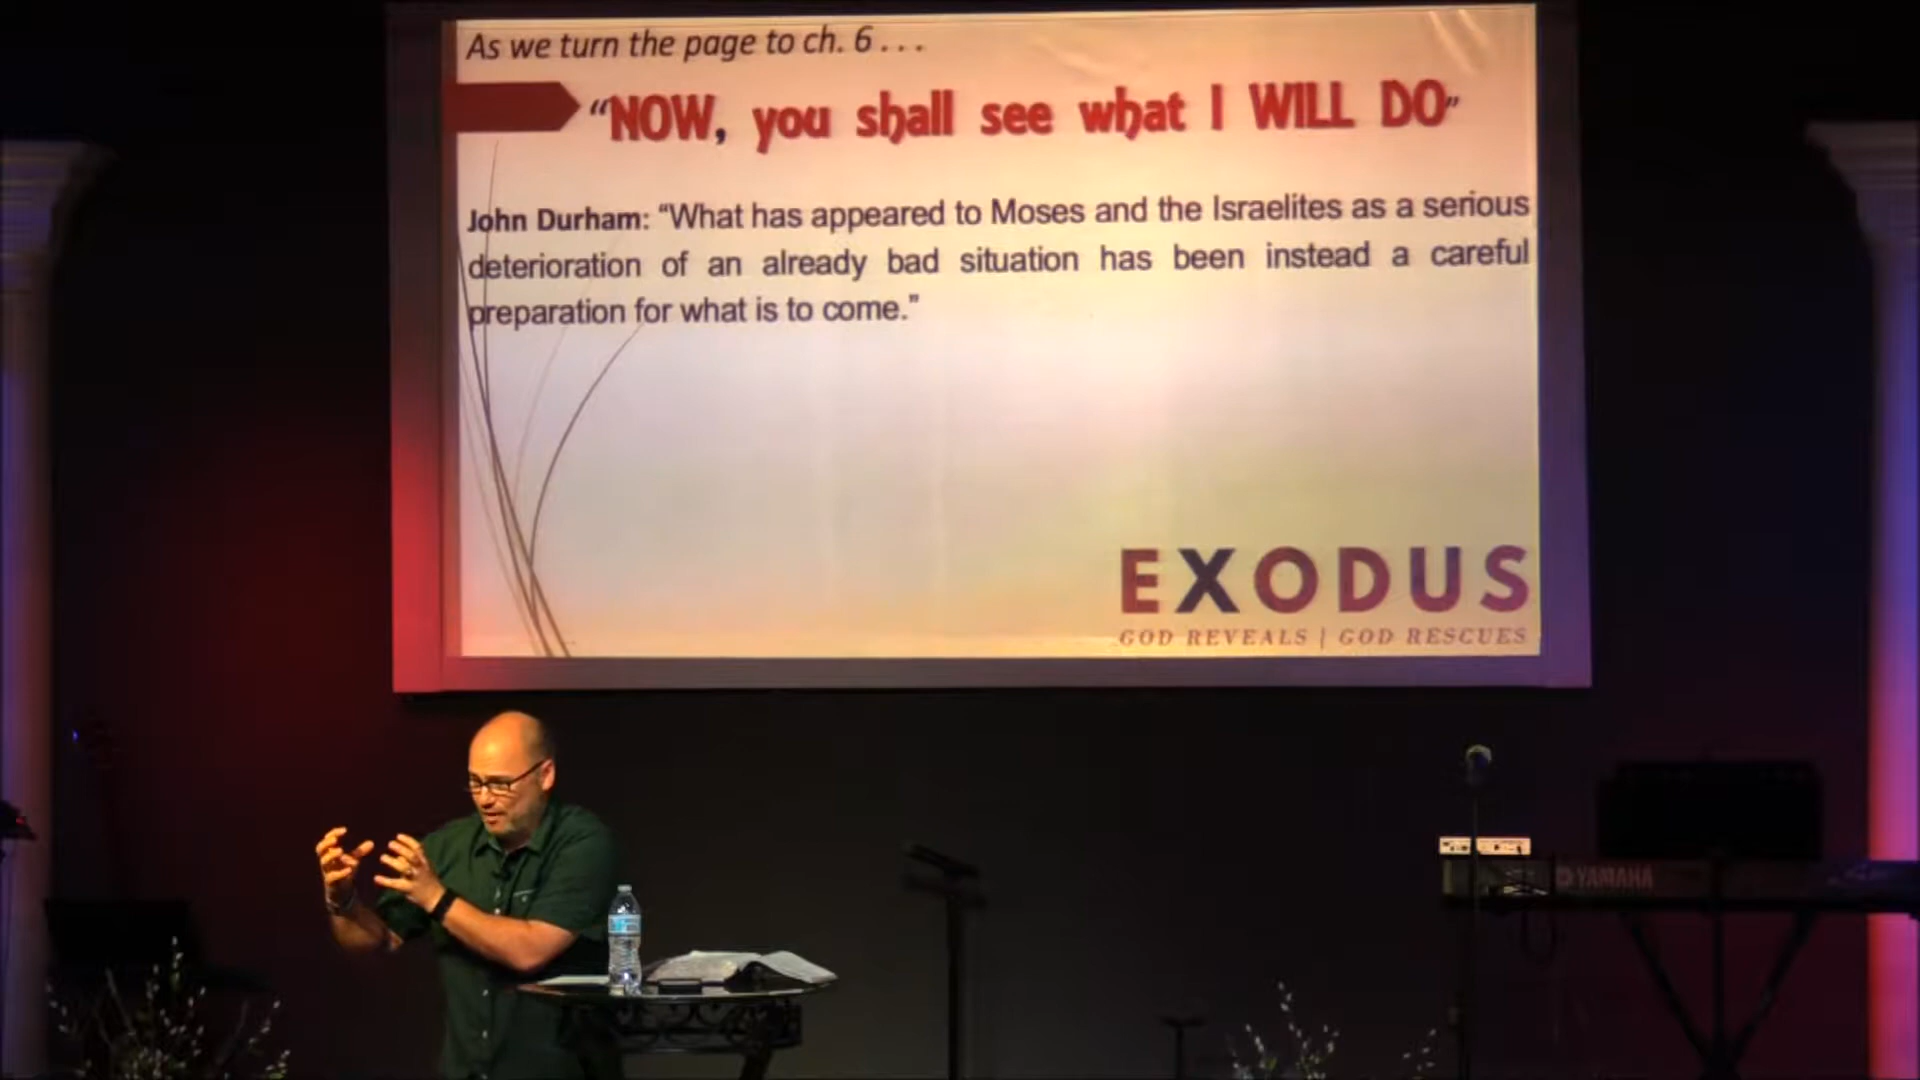 As we turn the page to ch. 6 . . .
“NOW, you shall see what I WILL DO”
John Durham: “What has appeared to Moses and the Israelites as a serious
deterioration of an already bad situation has been instead a careful
preparation for what is to come.”
EXODUS
GOD REVEALS | GOD RESCUES
YAMAHA